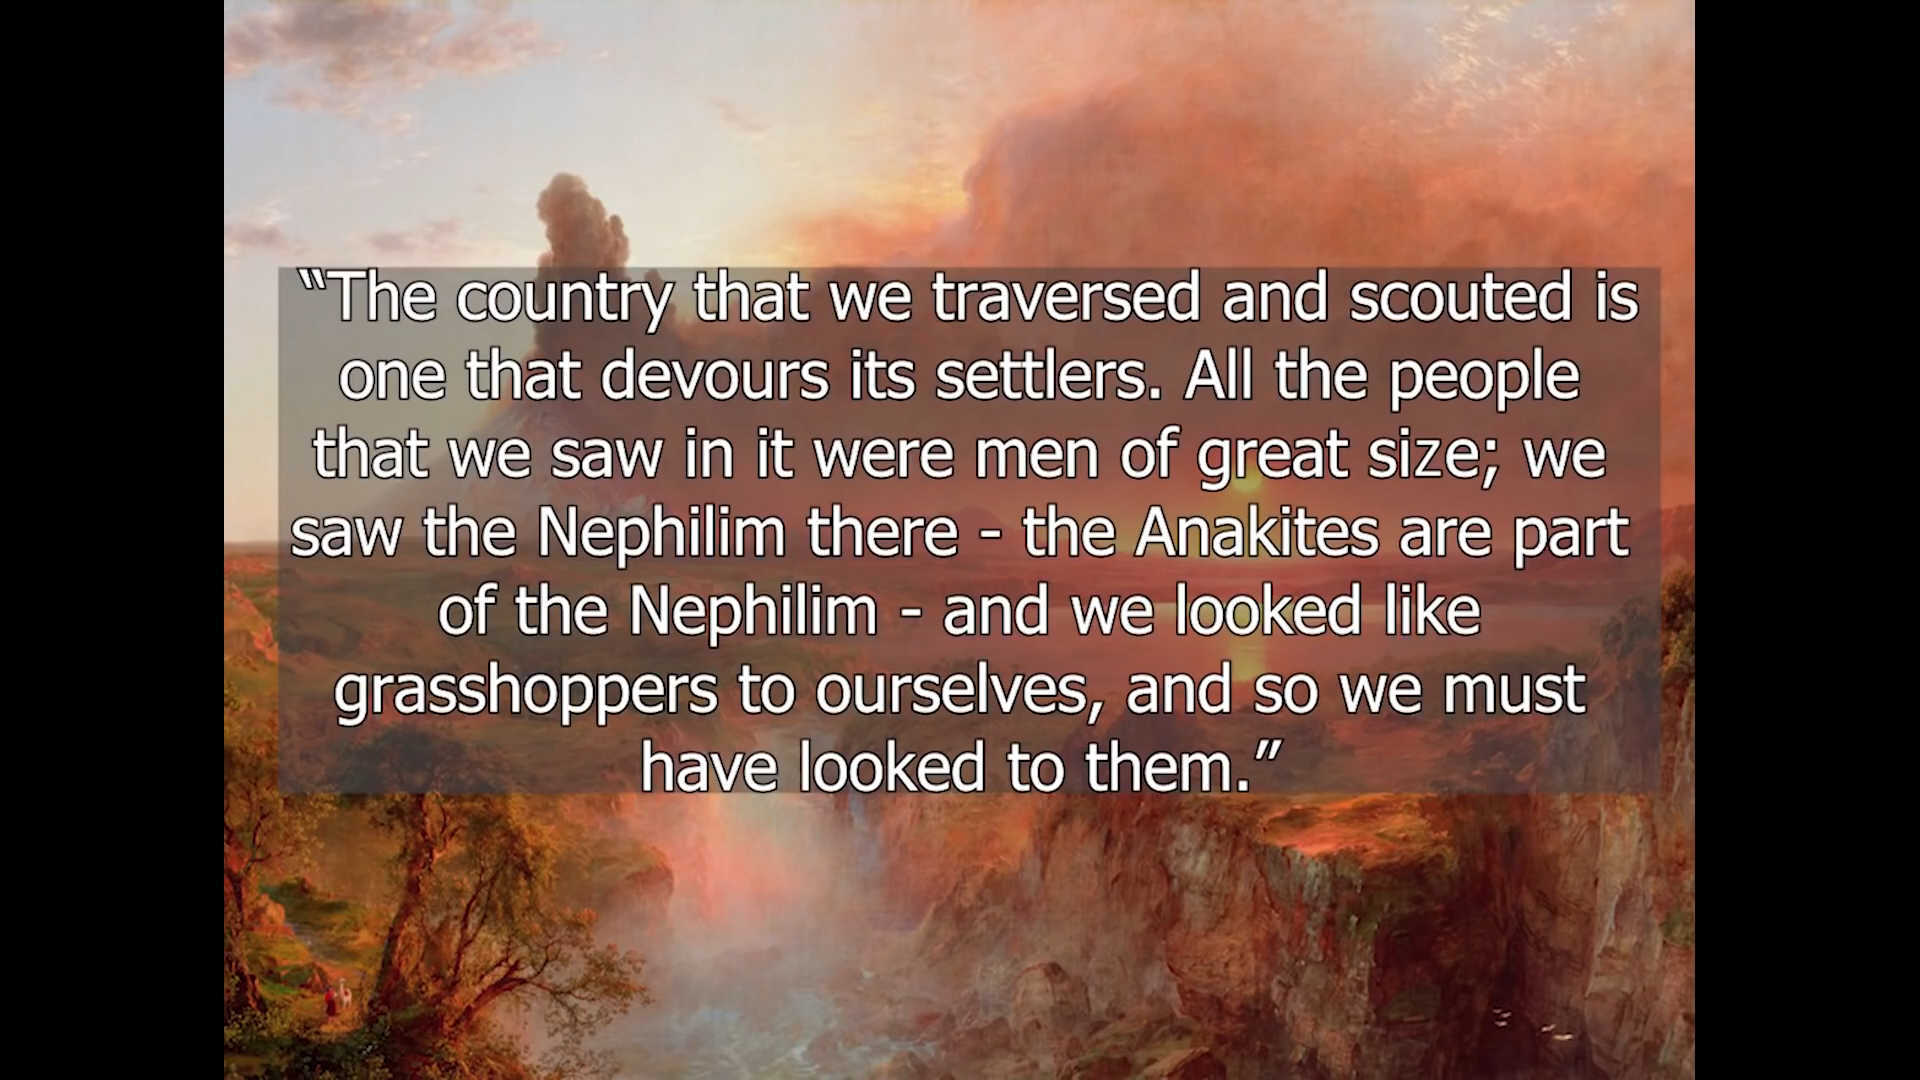 “The country that we traversed and scouted is
one that devours its settlers. All the people
that we saw in it were men of great size; we
saw the Nephilim there - the Anakites are part
of the Nephilim - and we looked like
grasshoppers to ourselves, and so we must
have looked to them.”